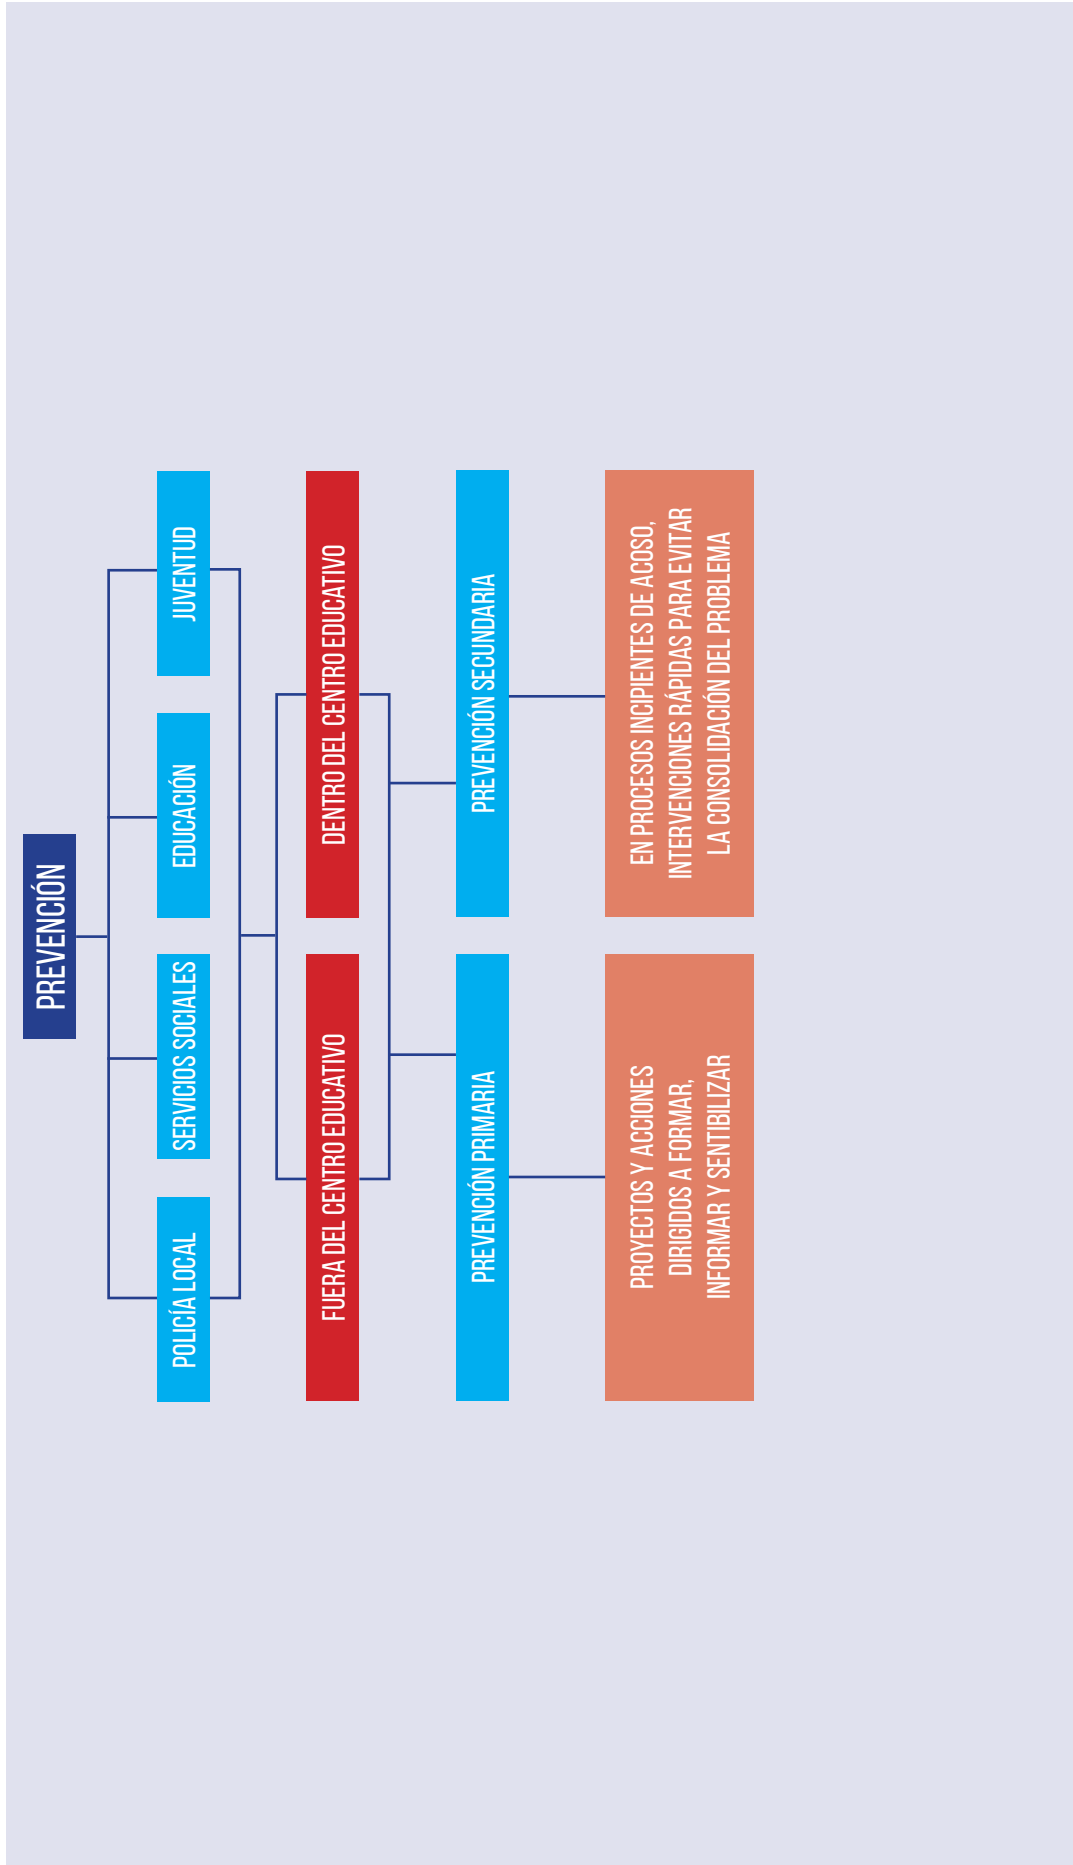 PREVENCIÓN
POLICÍA LOCAL
SERVICIOS SOCIALES
EDUCACIÓN
JUVENTUD
FUERA DEL CENTRO EDUCATIVO
DENTRO DEL CENTRO EDUCATIVO
PREVENCIÓN PRIMARIA
PREVENCIÓN SECUNDARIA
PROYECTOS Y ACCIONES
DIRIGIDOS A FORMAR,
INFORMAR Y SENTIBILIZAR
EN PROCESOS INCIPIENTES DE ACOSO,
INTERVENCIONES RÁPIDAS PARA EVITAR
LA CONSOLIDACIÓN DEL PROBLEMA